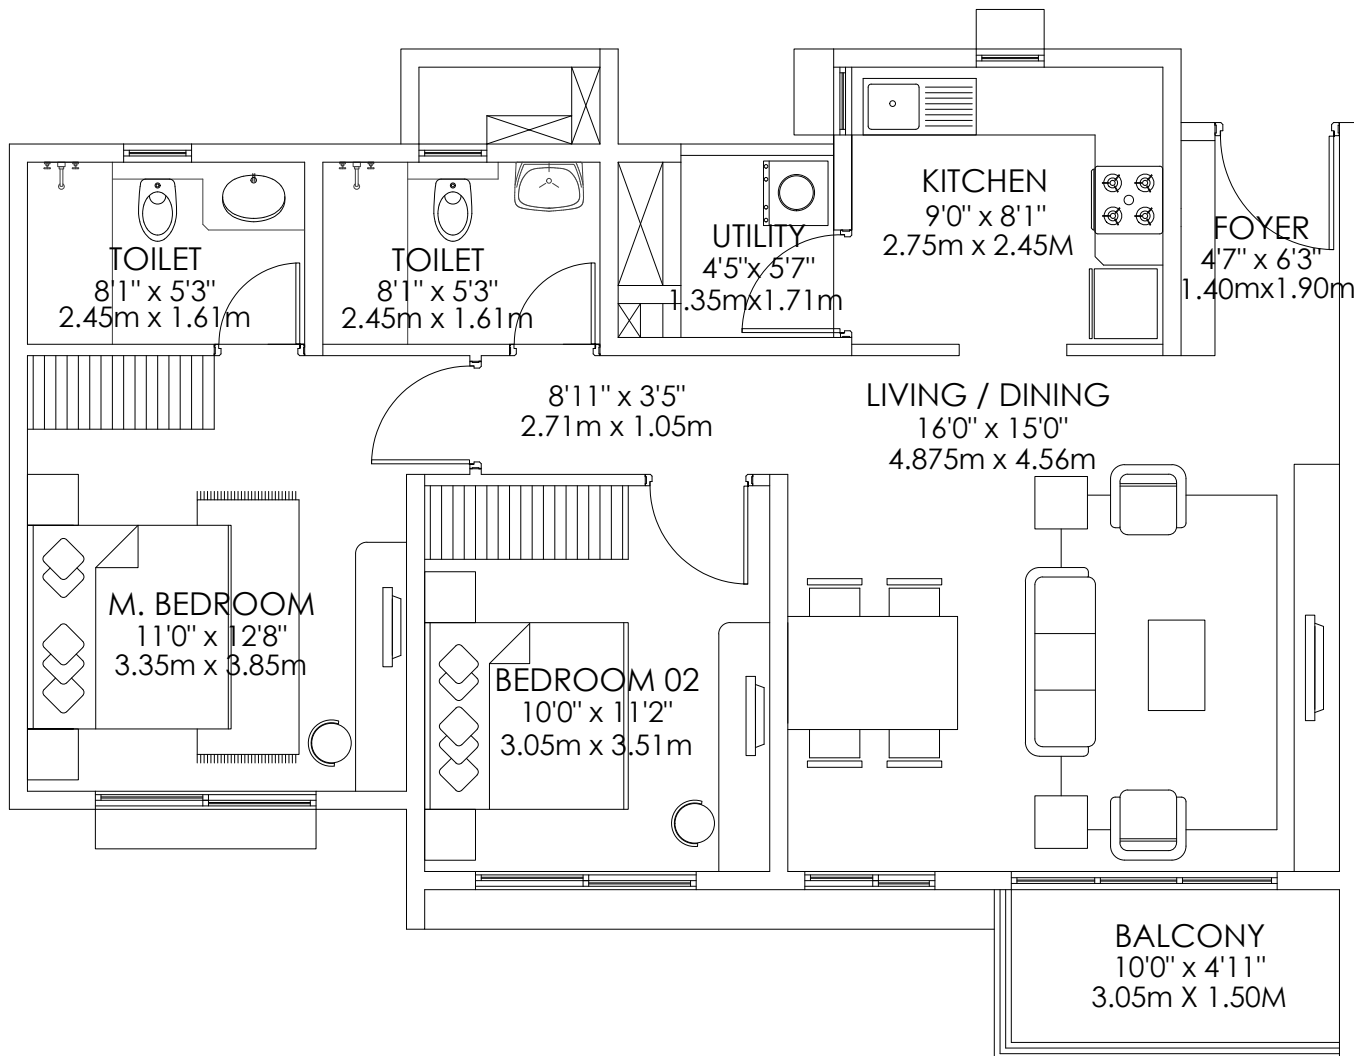 KITCHEN
9'0" x 8'1"
2.75m x 2.45M
FOYER
4'7" x 6'3"
1.40mx1.90m
UTILITY
4'5"x 5'7"
1.35mx1.71m
TOILET
8'1" x 5'3"
2.45m x 1.61m
TOILET
8'1" x 5'3"
2.45m x 1.61m
8'11" x 3'5"
2.71m x 1.05m
LIVING / DINING
16'0" x 15'0"
4.875m x 4.56m
M. BEDROOM
11'0" x 12'8"
3.35m x 3.85m
BEDROOM 02
10'0" x 11'2"
3.05m x 3.51m
BALCONY
10'0" x 4'11"
3.05m X 1.50M